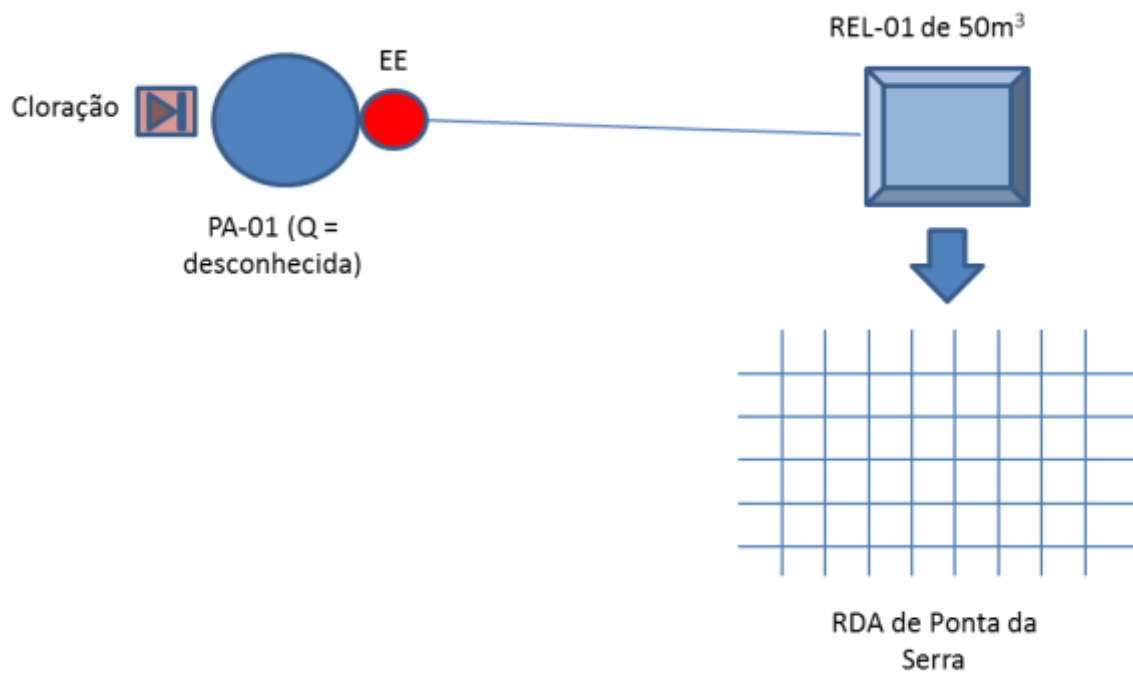 REL-01 de 50m³
EE
Cloração
PA-01 (Q =
desconhecida)
RDA de Ponta da
Serra